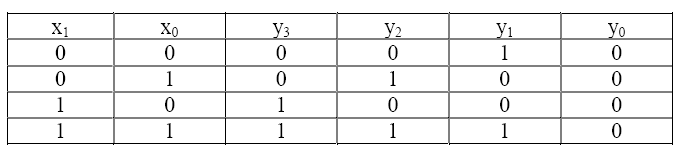 x₁ x₀ y₃ y₂ y₁ y₀
0 0 0 0 1 0
0 1 0 1 0 0
1 0 1 0 0 0
1 1 1 1 1 0